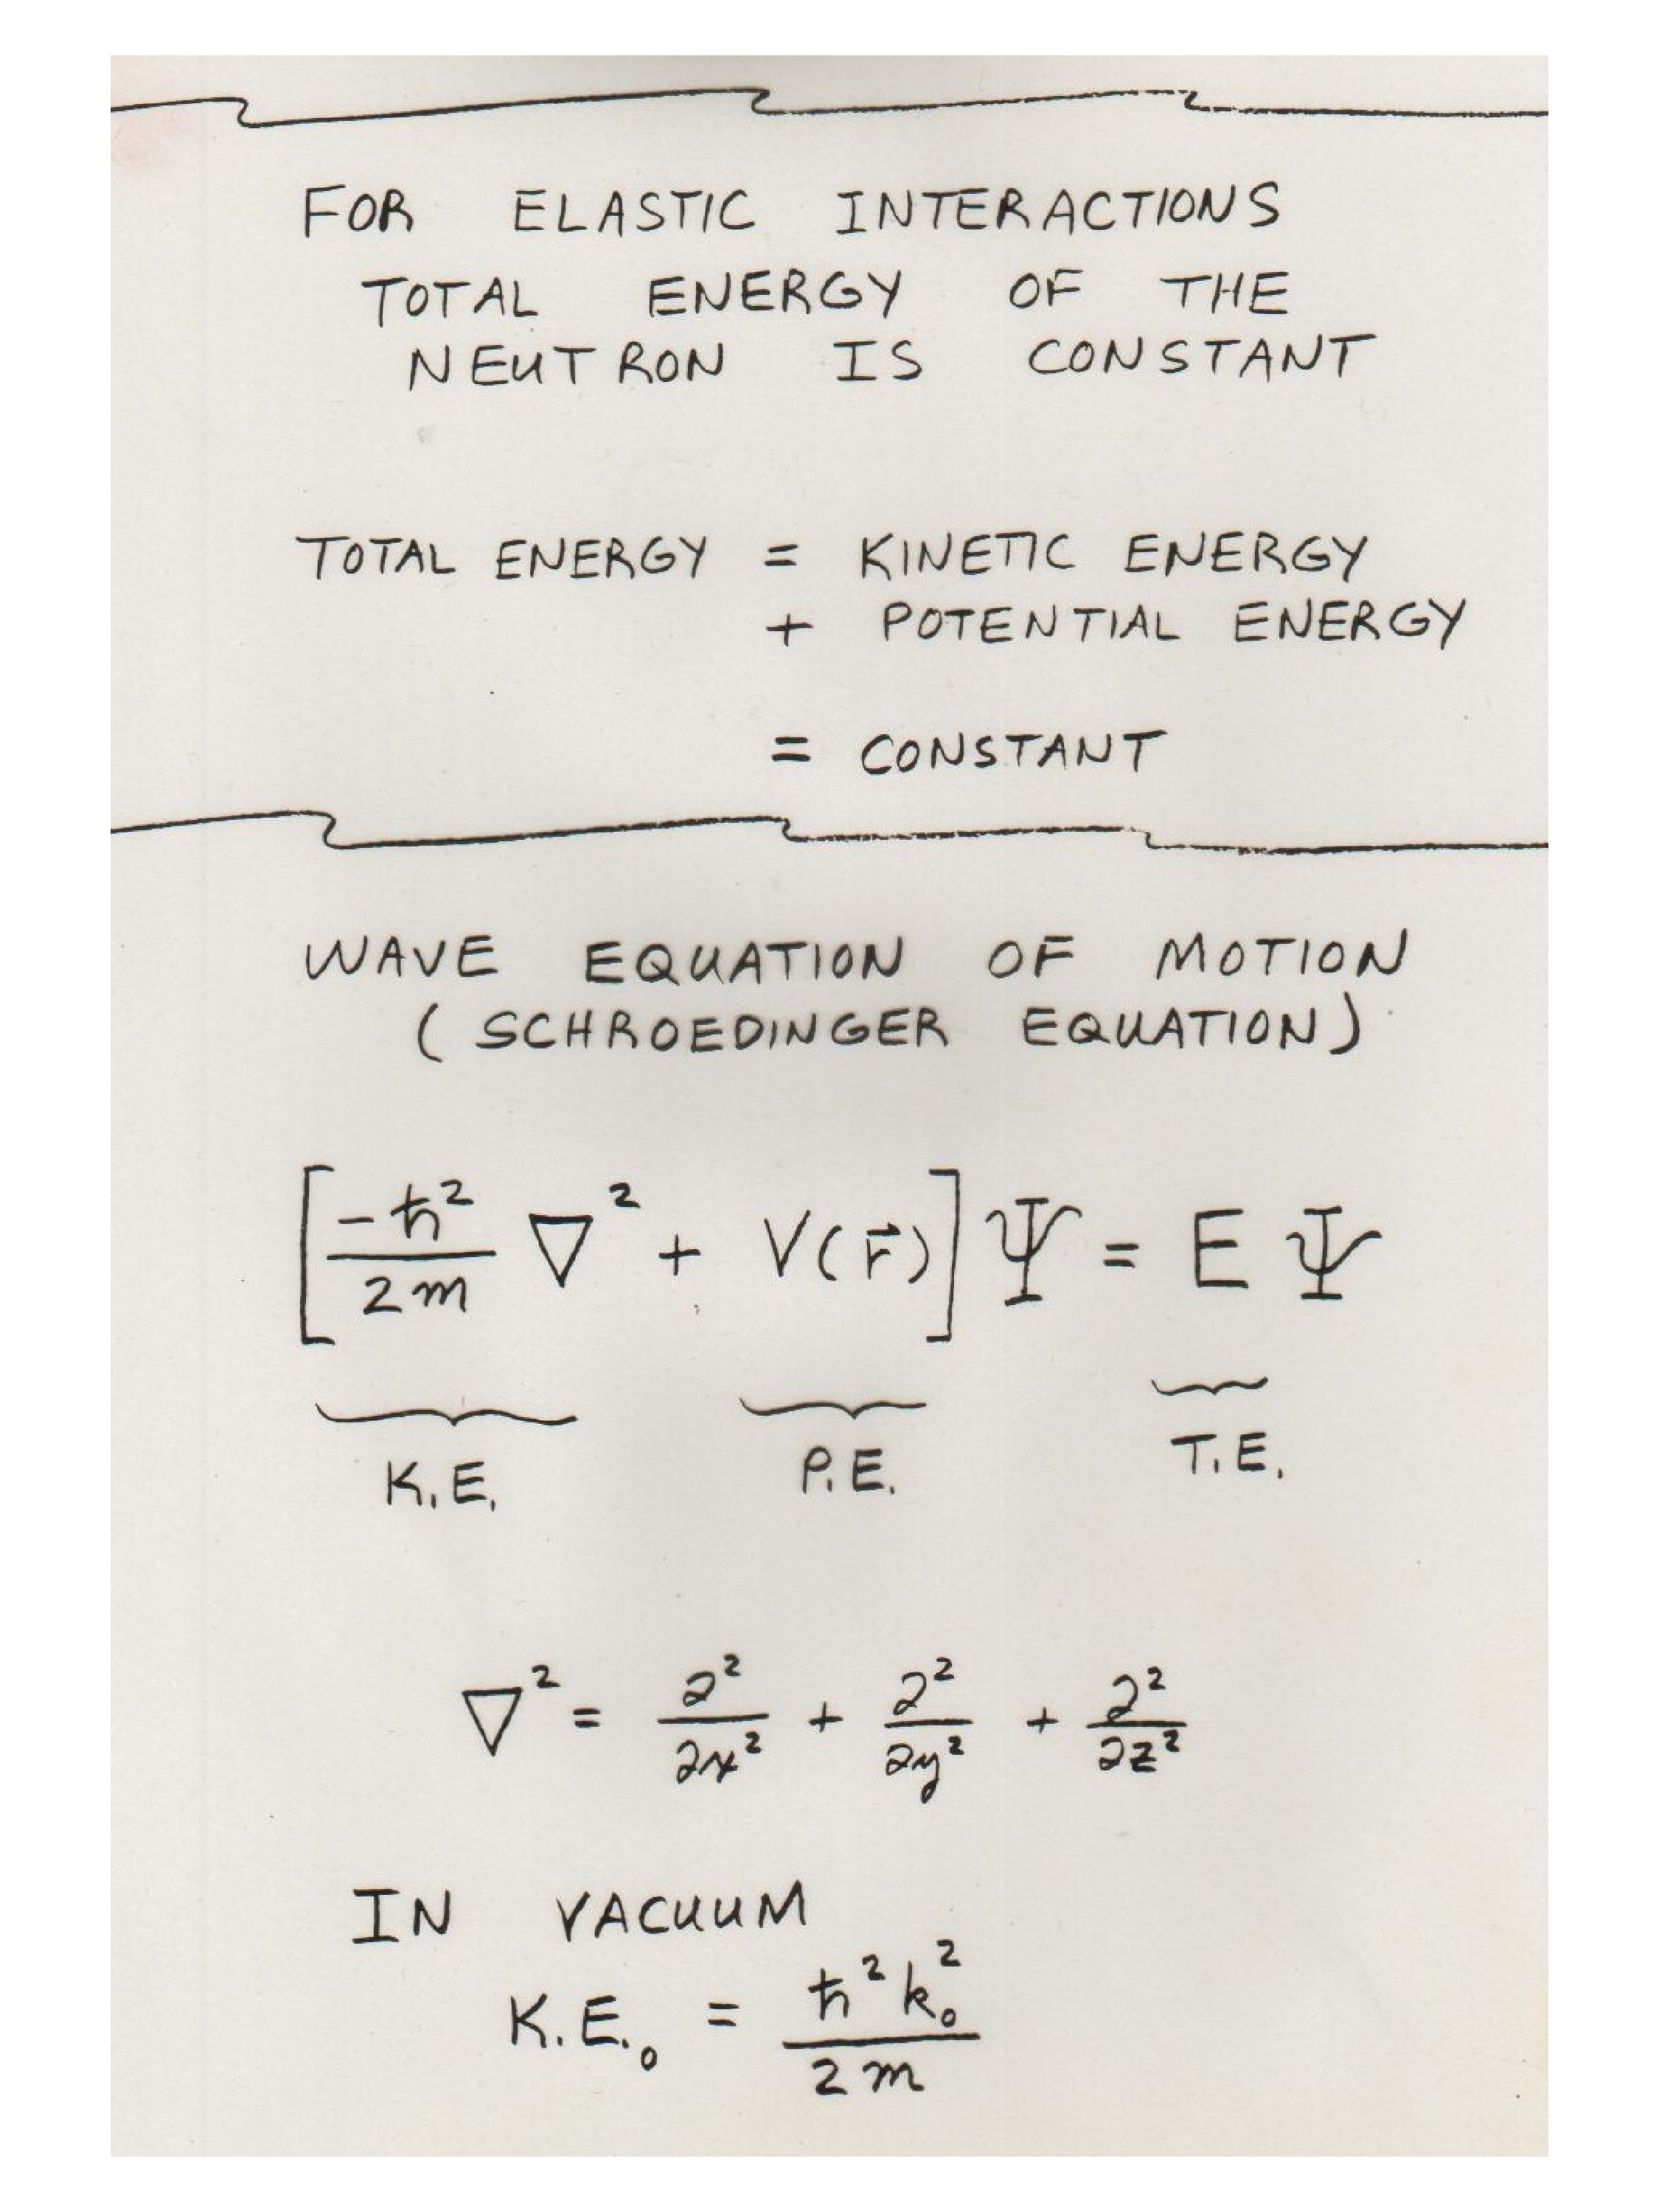 FOR ELASTIC INTERACTIONS
TOTAL ENERGY OF THE
NEUTRON IS CONSTANT
TOTAL ENERGY = KINETIC ENERGY
+ POTENTIAL ENERGY
= CONSTANT
WAVE EQUATION OF MOTION
(SCHROEDINGER EQUATION)
[-ħ²/2m ∇² + V(r⃗)] Ψ = E Ψ
K.E. P.E. T.E.
∇² = ∂²/∂x² + ∂²/∂y² + ∂²/∂z²
IN VACUUM
K.E.₀ = ħ²k₀²/2m